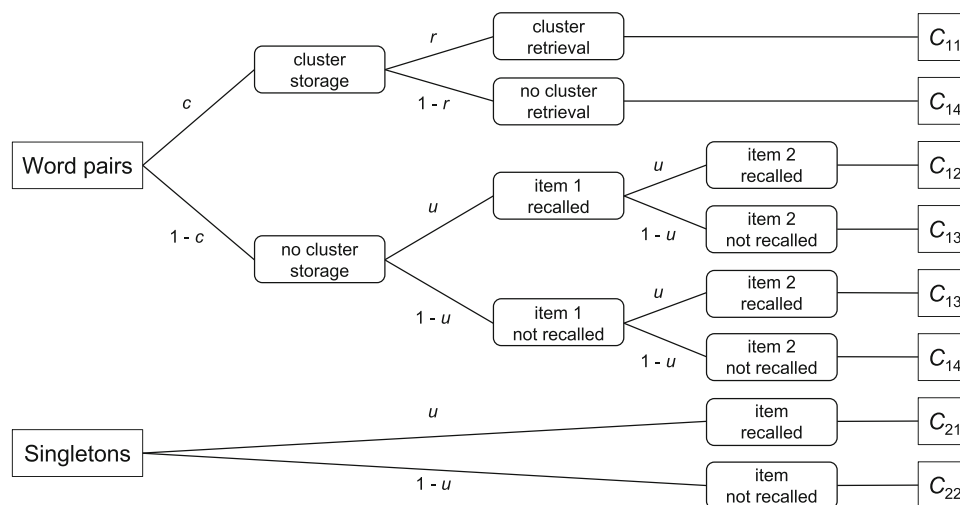 cluster
retrieval
C11
r
cluster
storage
c
1 - r
no cluster
retrieval
C14
Word pairs
item 2
recalled
C12
u
item 1
recalled
u
1 - u
item 2
not recalled
C13
1 - c
no cluster
storage
item 2
recalled
C13
u
1 - u
item 1
not recalled
1 - u
item 2
not recalled
C14
u
item
recalled
C21
Singletons
1 - u
item
not recalled
C22